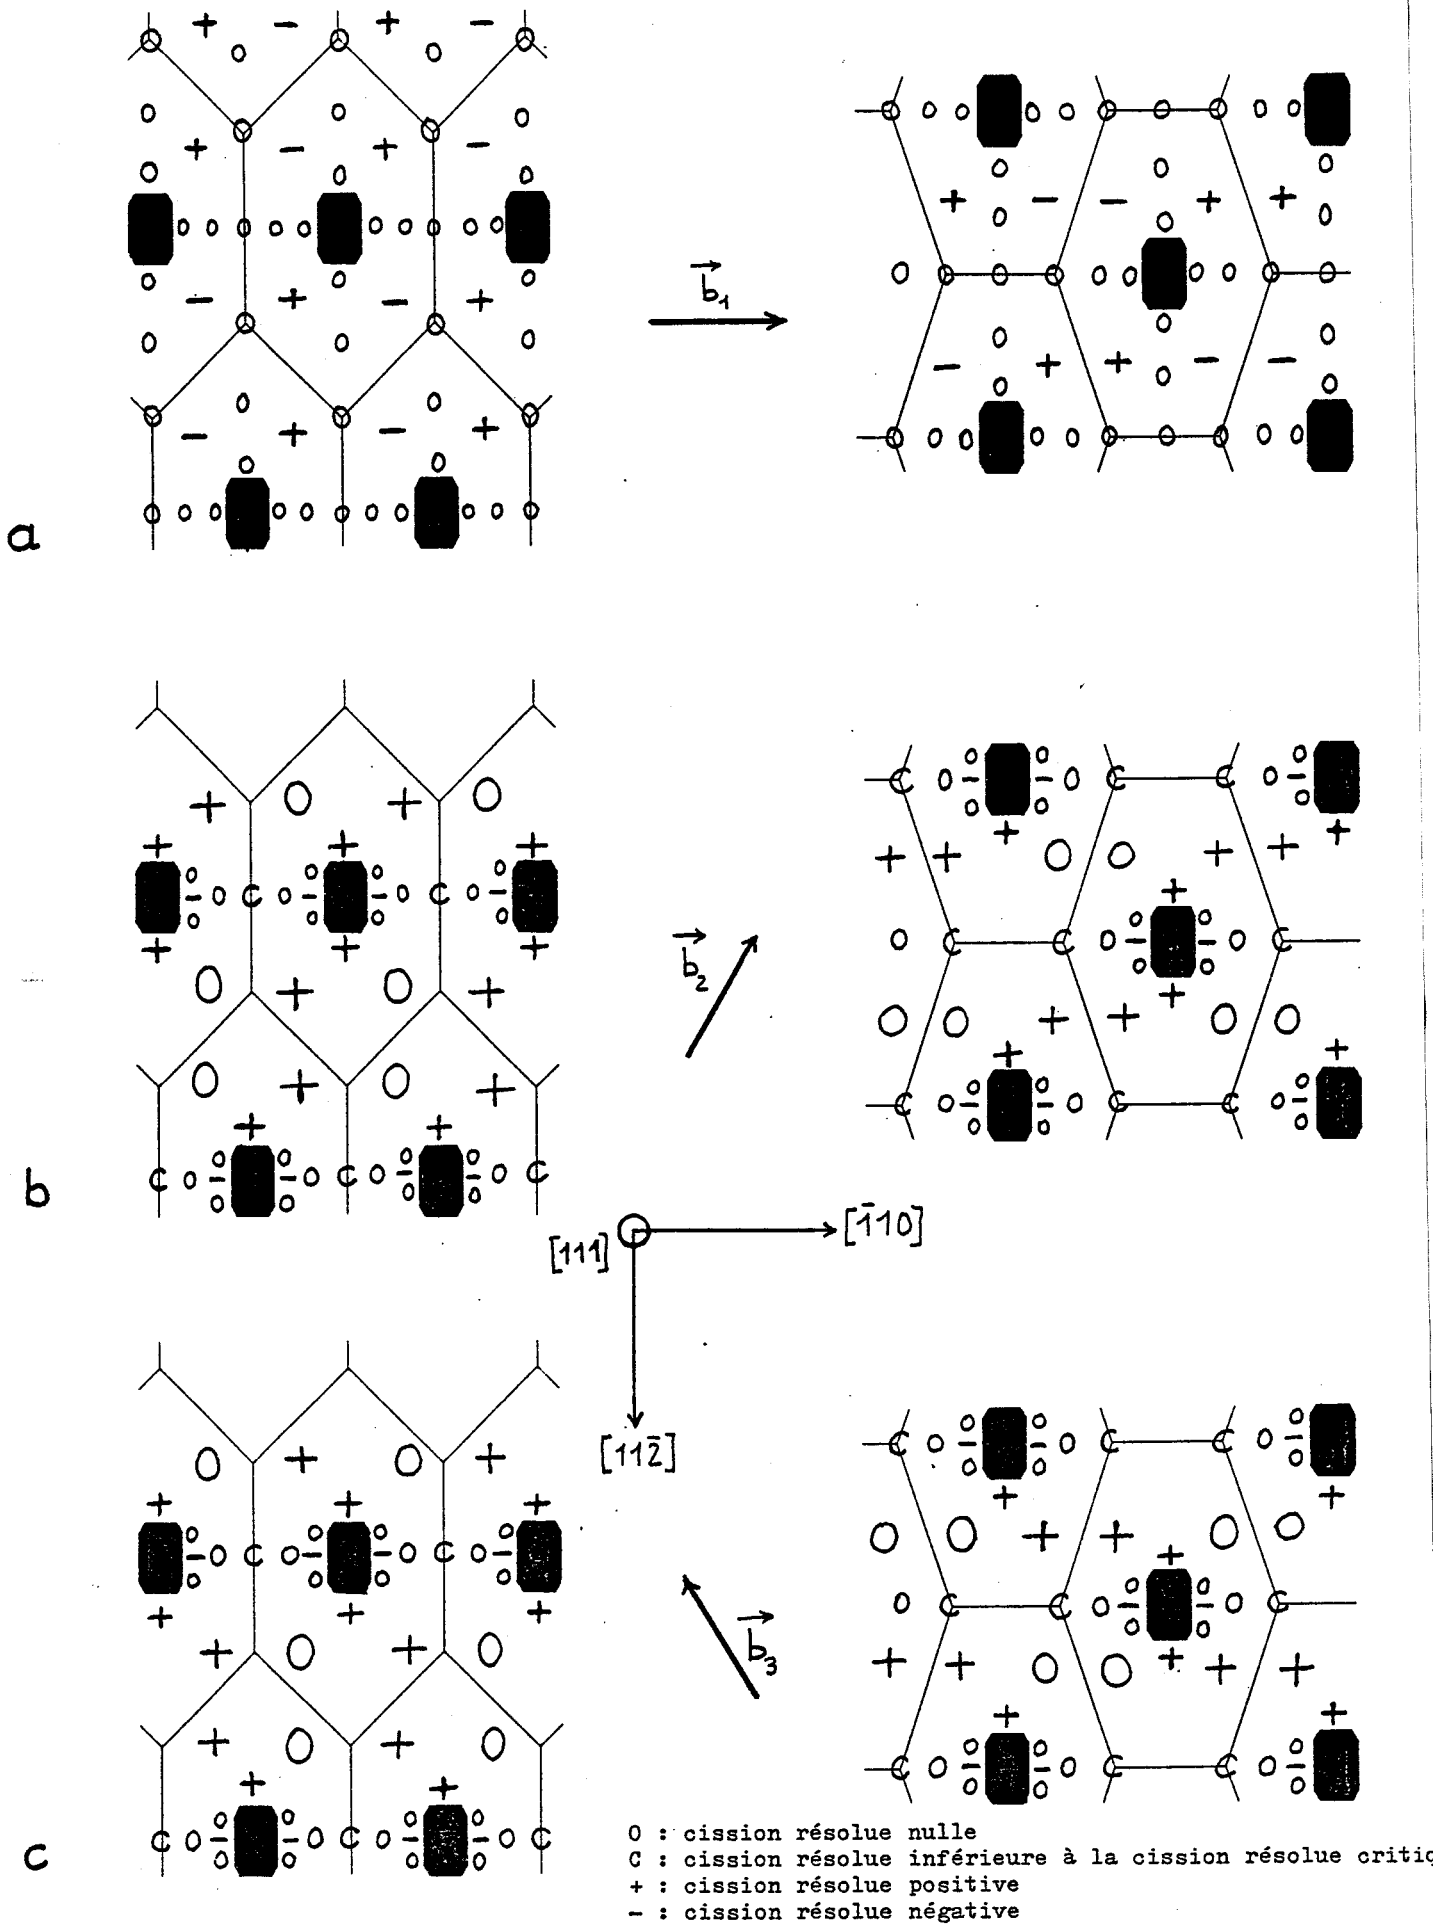 a
b₁
b
b₂
[111]
[1̄10]
[112̄]
b₃
c
O : cission résolue nulle
C : cission résolue inférieure à la cission résolue critiq
+ : cission résolue positive
- : cission résolue négative